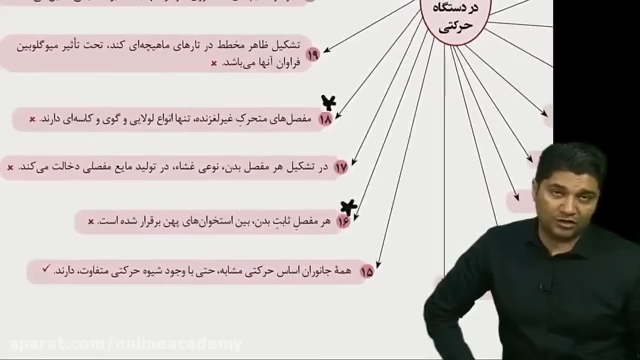 در دستگاه
حرکتی
۱۹ تشکیل ظاهر مخطط در تارهای ماهیچه‌ای کند، تحت تأثیر میوگلوبین
فراوان آنها می‌باشد. ×
۱۸ مفصل‌های متحرک غیرلغزنده، تنها انواع لولایی و گوی و کاسه‌ای دارند. ×
۱۷ در تشکیل هر مفصل بدن، نوعی غشاء، در تولید مایع مفصلی دخالت می‌کند. ×
۱۶ هر مفصلِ ثابتِ بدن، بین استخوان‌های پهن برقرار شده است. ×
۱۵ همهٔ جانوران اساس حرکتی مشابه، حتی با وجود شیوه حرکتی متفاوت، دارند. ✓
aparat.com/onlineacademy